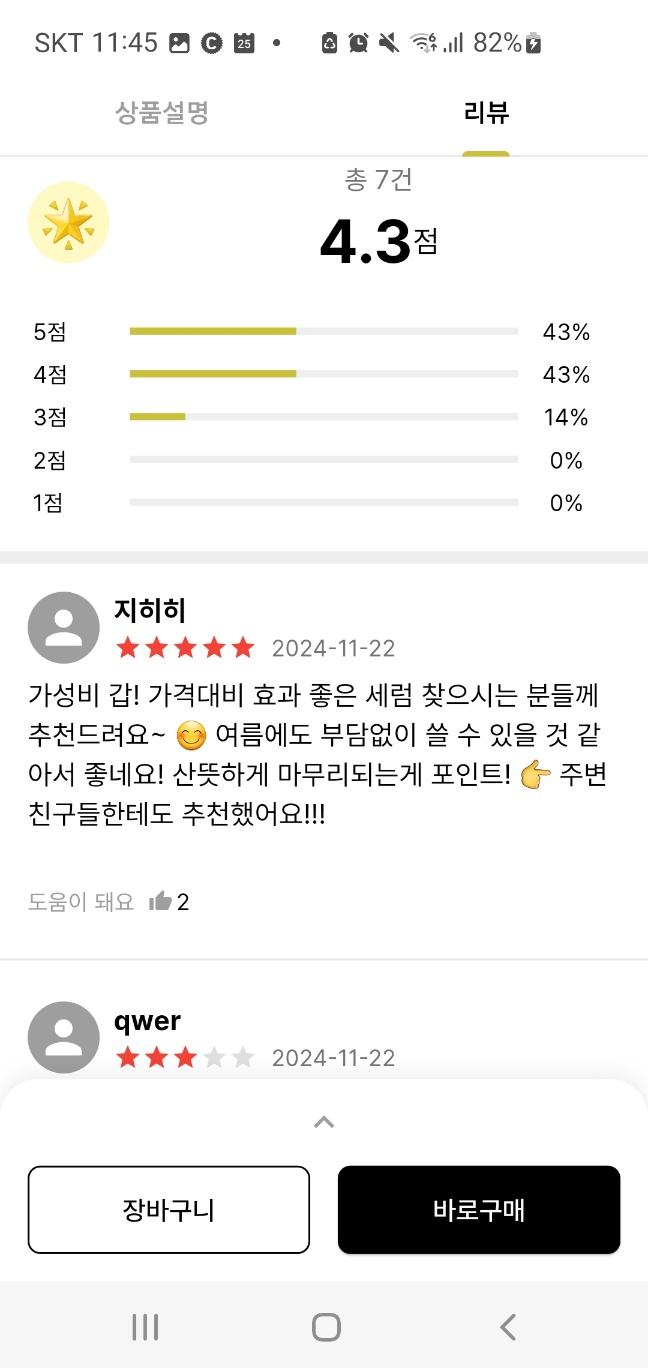 SKT 11:45 C 25 82%
상품설명 리뷰
총 7건
4.3점
5점 43%
4점 43%
3점 14%
2점 0%
1점 0%
지히히
2024-11-22
가성비 갑! 가격대비 효과 좋은 세럼 찾으시는 분들께
추천드려요~ 😊 여름에도 부담없이 쓸 수 있을 것 같
아서 좋네요! 산뜻하게 마무리되는게 포인트! 👉 주변
친구들한테도 추천했어요!!!
도움이 돼요 2
qwer
2024-11-22
장바구니 바로구매